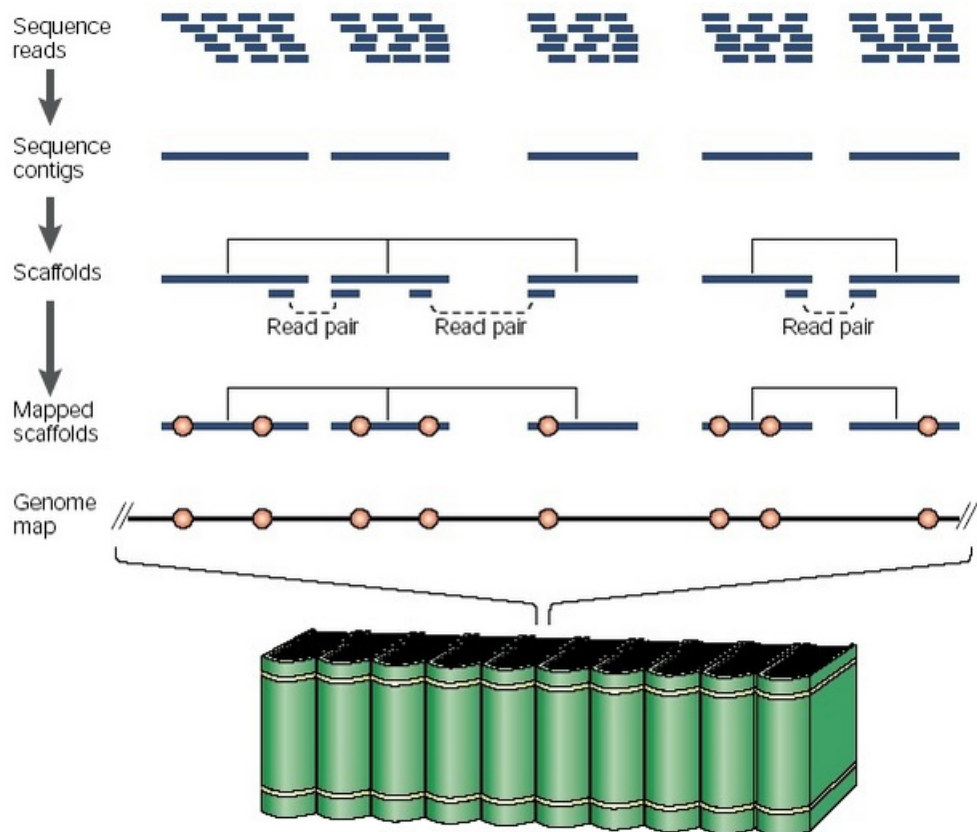 Sequence
reads
Sequence
contigs
Scaffolds
Read pair
Read pair
Read pair
Mapped
scaffolds
Genome
map